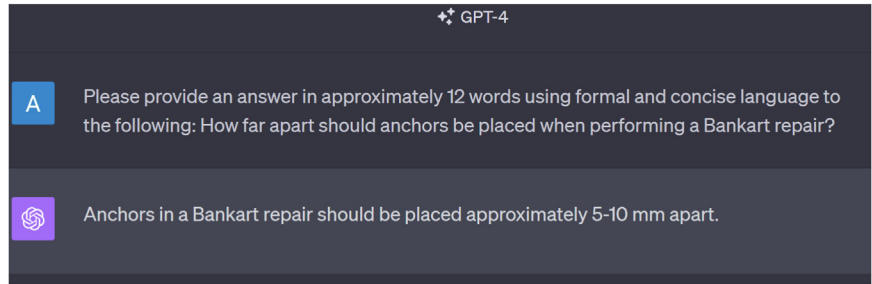 GPT-4
A
Please provide an answer in approximately 12 words using formal and concise language to
the following: How far apart should anchors be placed when performing a Bankart repair?
Anchors in a Bankart repair should be placed approximately 5-10 mm apart.